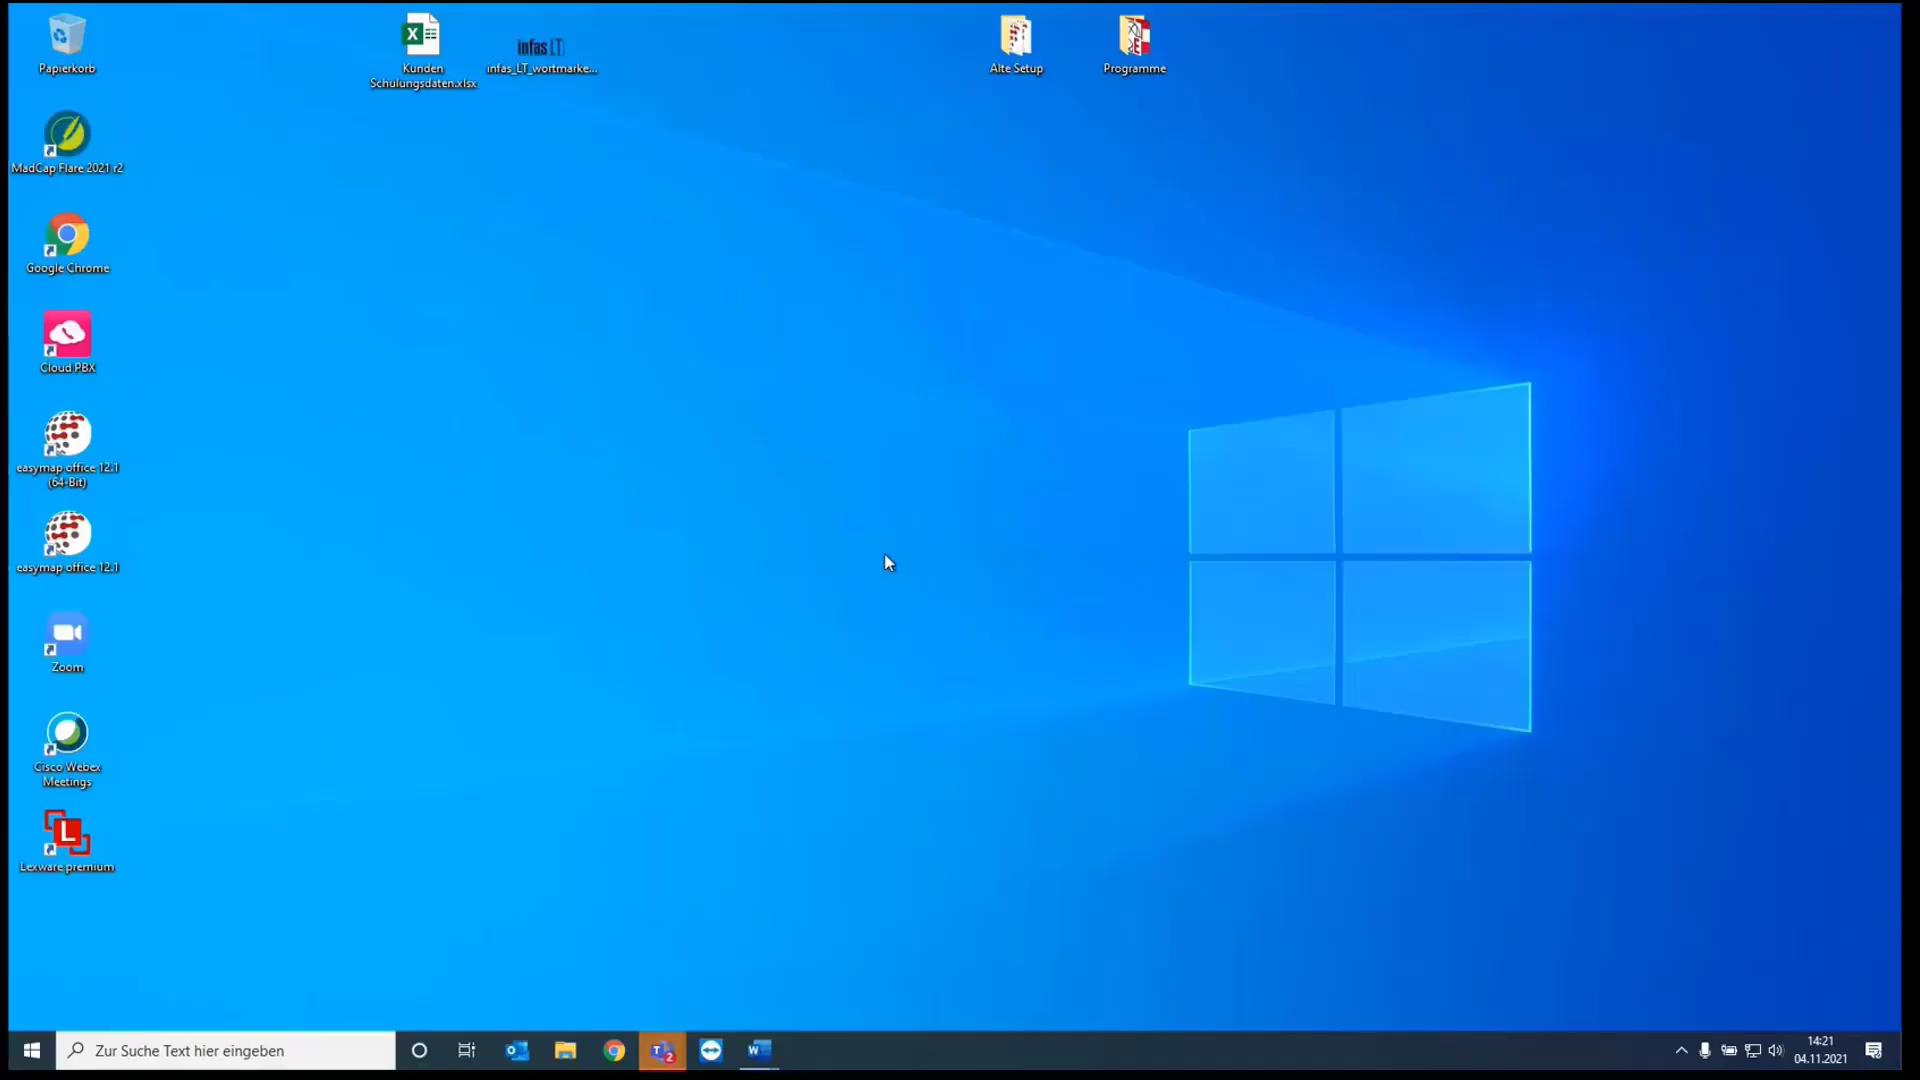 Papierkorb
Kunden
Schulungsdaten.xlsx
infas LT
infas_LT_wortmarke...
Alte Setup
Programme
MadCap Flare 2021 r2
Google Chrome
Cloud PBX
easymap office 12.1
(64-Bit)
easymap office 12.1
Zoom
Cisco Webex
Meetings
L
Lexware premium
Zur Suche Text hier eingeben
2
14:21
04.11.2021